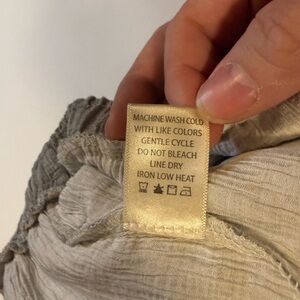 MACHINE WASH COLD
WITH LIKE COLORS
GENTLE CYCLE
DO NOT BLEACH
LINE DRY
IRON LOW HEAT